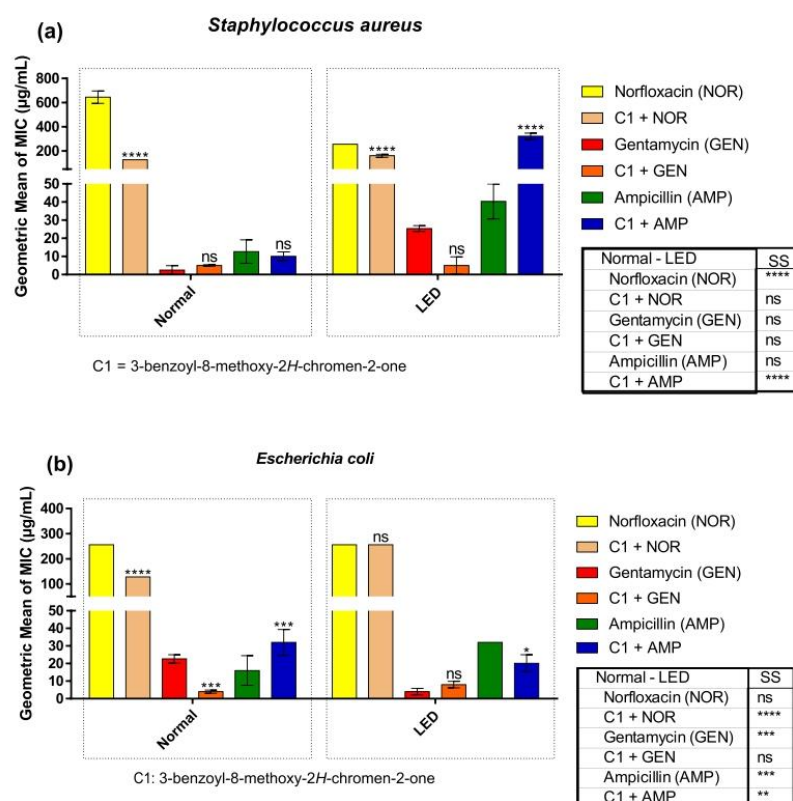 (a)
Staphylococcus aureus
Geometric Mean of MIC (µg/mL)
800
600
400
200
50
40
30
20
10
0
****
ns
ns
****
ns
****
Normal
LED
Norfloxacin (NOR)
C1 + NOR
Gentamycin (GEN)
C1 + GEN
Ampicillin (AMP)
C1 + AMP
Normal - LED SS
Norfloxacin (NOR) ****
C1 + NOR ns
Gentamycin (GEN) ns
C1 + GEN ns
Ampicillin (AMP) ns
C1 + AMP ****
C1 = 3-benzoyl-8-methoxy-2H-chromen-2-one
(b)
Escherichia coli
Geometric Mean of MIC (µg/mL)
400
300
200
100
50
40
30
20
10
0
****
***
***
ns
ns
*
Normal
LED
Norfloxacin (NOR)
C1 + NOR
Gentamycin (GEN)
C1 + GEN
Ampicillin (AMP)
C1 + AMP
Normal - LED SS
Norfloxacin (NOR) ns
C1 + NOR ****
Gentamycin (GEN) ***
C1 + GEN ns
Ampicillin (AMP) ***
C1 + AMP **
C1: 3-benzoyl-8-methoxy-2H-chromen-2-one